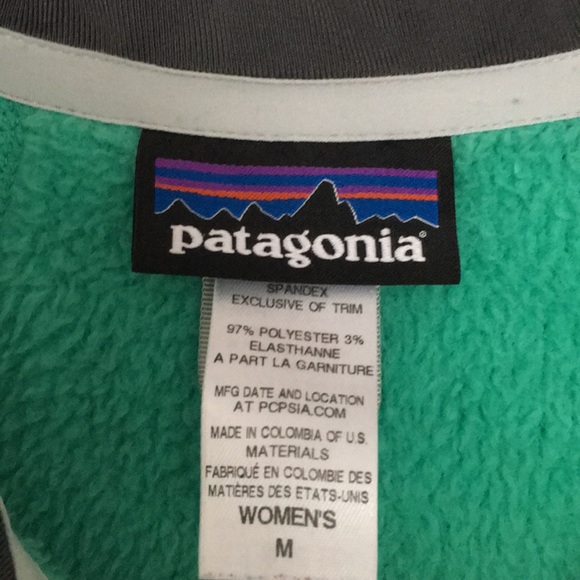 patagonia®
SPANDEX
EXCLUSIVE OF TRIM
97% POLYESTER 3%
ELASTHANNE
A PART LA GARNITURE
MFG DATE AND LOCATION
AT PCPSIA.COM
MADE IN COLOMBIA OF U.S.
MATERIALS
FABRIQUÉ EN COLOMBIE DES
MATIÈRES DES ETATS-UNIS
WOMEN'S
M